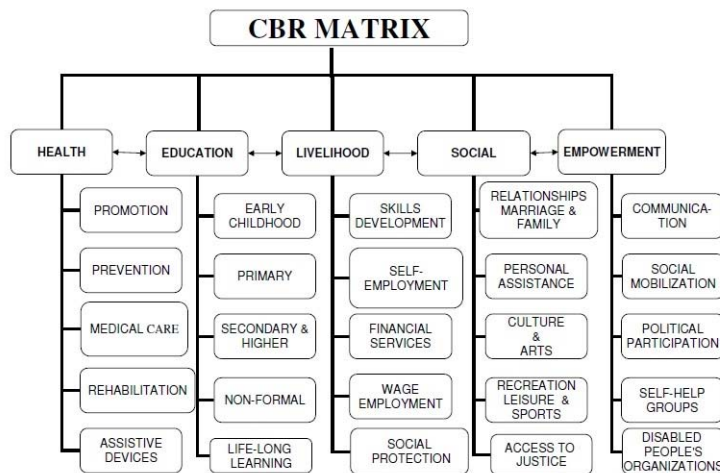 CBR MATRIX
HEALTH
EDUCATION
LIVELIHOOD
SOCIAL
EMPOWERMENT
PROMOTION
PREVENTION
MEDICAL CARE
REHABILITATION
ASSISTIVE
DEVICES
EARLY
CHILDHOOD
PRIMARY
SECONDARY &
HIGHER
NON-FORMAL
LIFE-LONG
LEARNING
SKILLS
DEVELOPMENT
SELF-
EMPLOYMENT
FINANCIAL
SERVICES
WAGE
EMPLOYMENT
SOCIAL
PROTECTION
RELATIONSHIPS
MARRIAGE &
FAMILY
PERSONAL
ASSISTANCE
CULTURE
&
ARTS
RECREATION
LEISURE &
SPORTS
ACCESS TO
JUSTICE
COMMUNICA-
TION
SOCIAL
MOBILIZATION
POLITICAL
PARTICIPATION
SELF-HELP
GROUPS
DISABLED
PEOPLE'S
ORGANIZATIONS